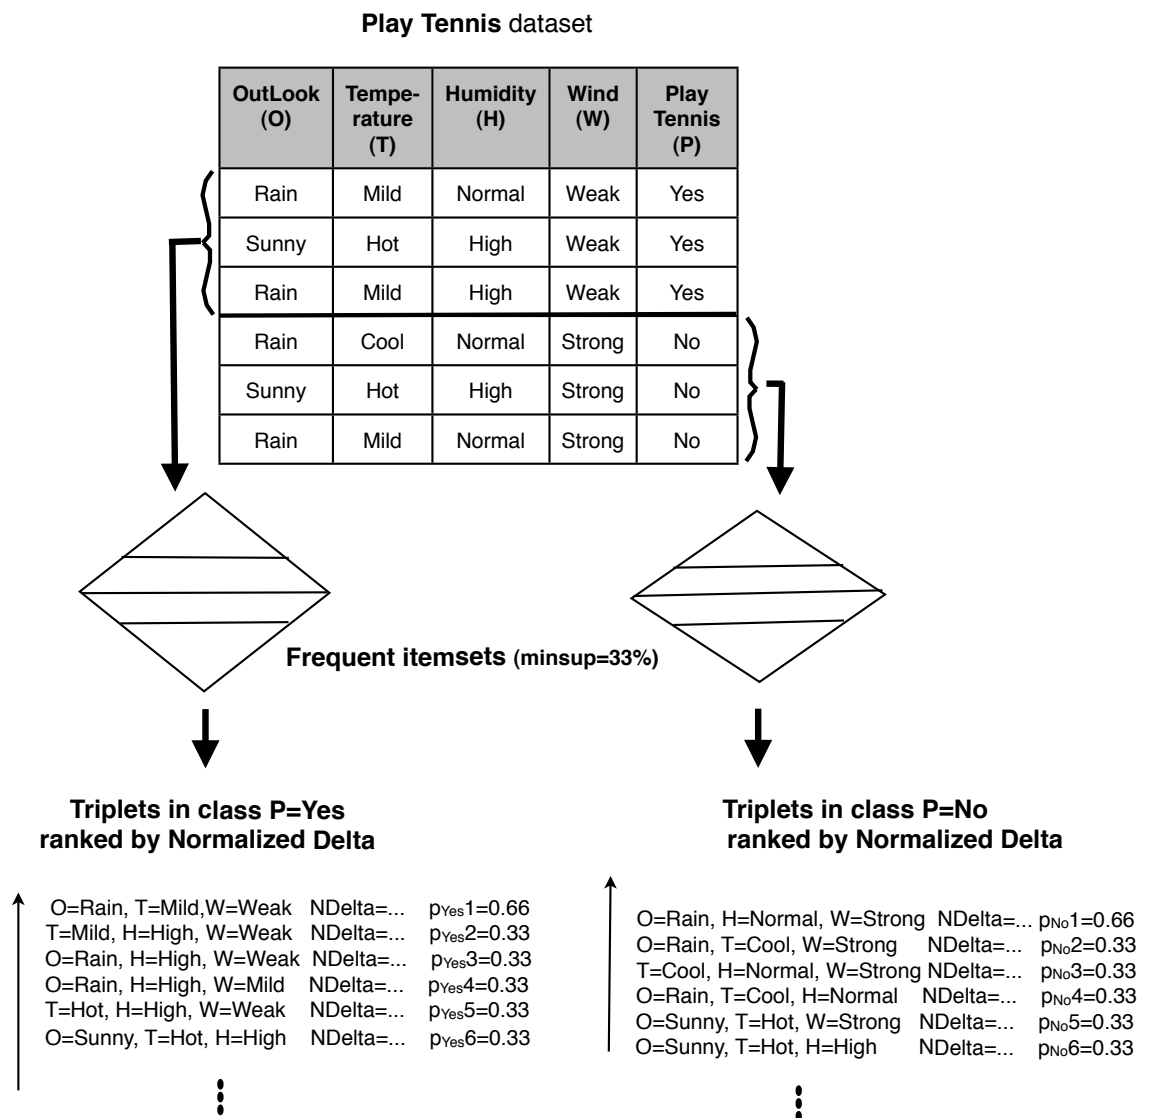 Play Tennis dataset
OutLook (O) Tempe- rature (T) Humidity (H) Wind (W) Play Tennis (P)
Rain Mild Normal Weak Yes
Sunny Hot High Weak Yes
Rain Mild High Weak Yes
Rain Cool Normal Strong No
Sunny Hot High Strong No
Rain Mild Normal Strong No
Frequent itemsets (minsup=33%)
Triplets in class P=Yes
ranked by Normalized Delta
O=Rain, T=Mild,W=Weak NDelta=... pYes1=0.66
T=Mild, H=High, W=Weak NDelta=... pYes2=0.33
O=Rain, H=High, W=Weak NDelta=... pYes3=0.33
O=Rain, H=High, W=Mild NDelta=... pYes4=0.33
T=Hot, H=High, W=Weak NDelta=... pYes5=0.33
O=Sunny, T=Hot, H=High NDelta=... pYes6=0.33
Triplets in class P=No
ranked by Normalized Delta
O=Rain, H=Normal, W=Strong NDelta=... pNo1=0.66
O=Rain, T=Cool, W=Strong NDelta=... pNo2=0.33
T=Cool, H=Normal, W=Strong NDelta=... pNo3=0.33
O=Rain, T=Cool, H=Normal NDelta=... pNo4=0.33
O=Sunny, T=Hot, W=Strong NDelta=... pNo5=0.33
O=Sunny, T=Hot, H=High NDelta=... pNo6=0.33